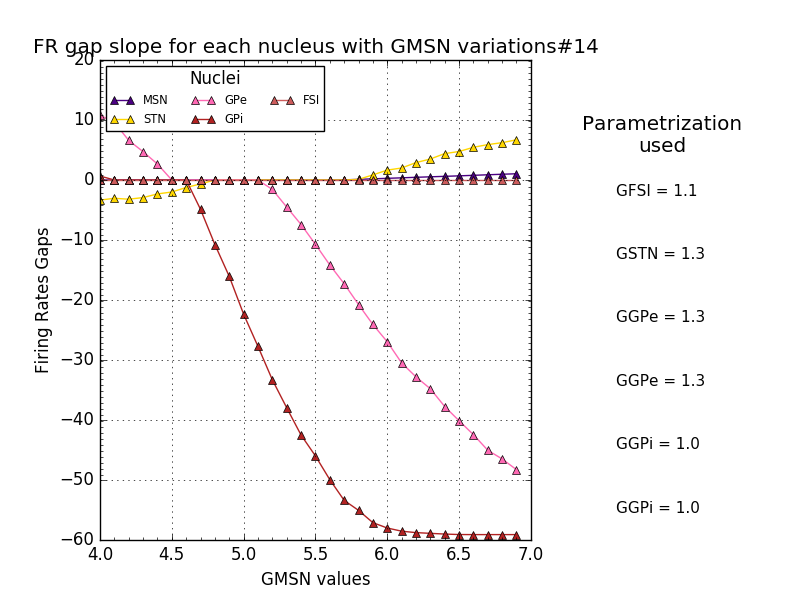 FR gap slope for each nucleus with GMSN variations#14
Nuclei
MSN GPe FSI
STN GPi
20
10
0
−10
−20
−30
−40
−50
−60
Firing Rates Gaps
4.0 4.5 5.0 5.5 6.0 6.5 7.0
GMSN values
Parametrization
used
GFSI = 1.1
GSTN = 1.3
GGPe = 1.3
GGPe = 1.3
GGPi = 1.0
GGPi = 1.0